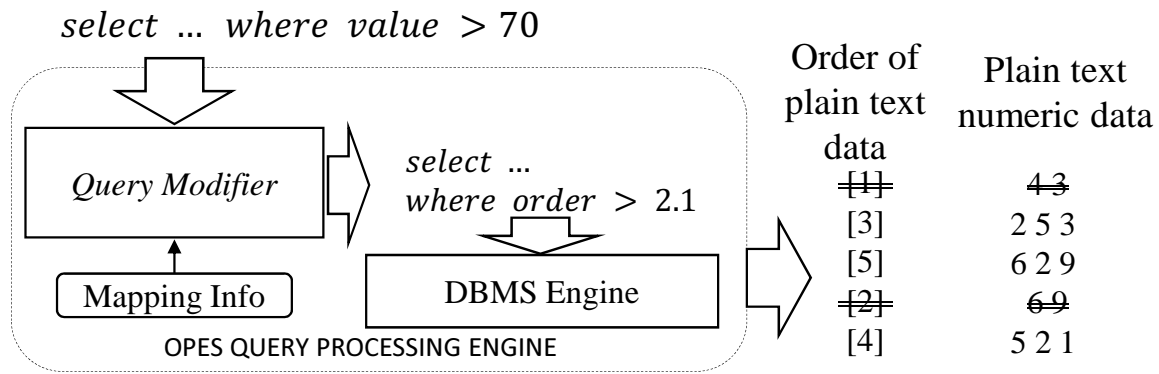 select … where value > 70
Query Modifier
Mapping Info
select …
where order > 2.1
DBMS Engine
OPES QUERY PROCESSING ENGINE
Order of
plain text
data
Plain text
numeric data
[1] 4 3
[3] 2 5 3
[5] 6 2 9
[2] 6 9
[4] 5 2 1